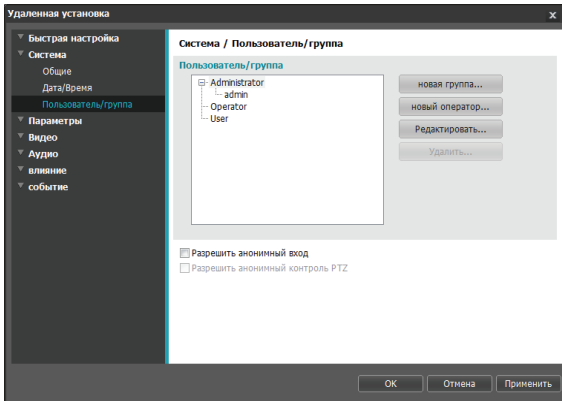 Удаленная установка x
Быстрая настройка
Система
Общие
Дата/Время
Пользователь/группа
Параметры
Видео
Аудио
влияние
событие
Система / Пользователь/группа
Пользователь/группа
Administrator
admin
Operator
User
новая группа...
новый оператор...
Редактировать...
Удалить...
Разрешить анонимный вход
Разрешить анонимный контроль PTZ
OK Отмена Применить